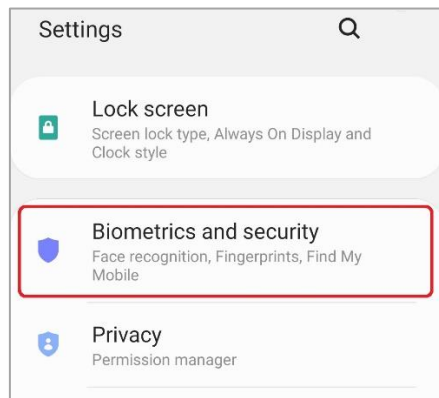 Settings
Lock screen
Screen lock type, Always On Display and
Clock style
Biometrics and security
Face recognition, Fingerprints, Find My
Mobile
Privacy
Permission manager